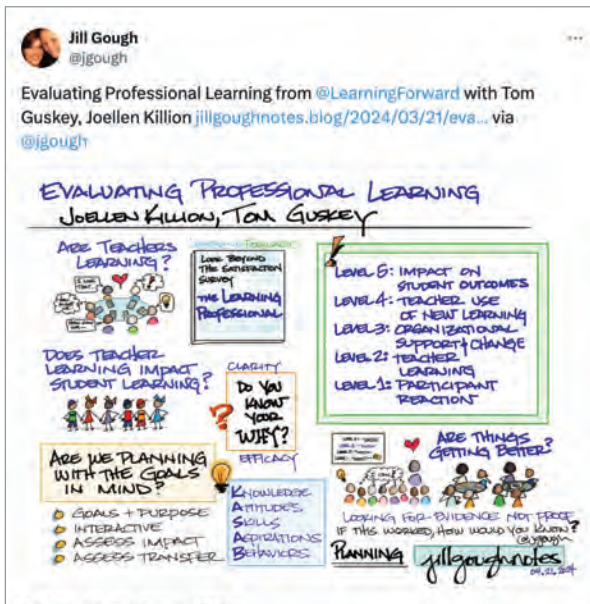 Jill Gough
@jgough
Evaluating Professional Learning from @LearningForward with Tom
Guskey, Joellen Killion jillgoughnotes.blog/2024/03/21/eva... via
@jgough
EVALUATING PROFESSIONAL LEARNING
JOELLEN KILLION, TOM GUSKEY
ARE TEACHERS
LEARNING?
LOOK BEYOND
THE SATISFACTION
SURVEY
THE LEARNING
PROFESSIONAL
LEVEL 5: IMPACT ON
STUDENT OUTCOMES
LEVEL 4: TEACHER USE
OF NEW LEARNING
LEVEL 3: ORGANIZATIONAL
SUPPORT & CHANGE
LEVEL 2: TEACHER
LEARNING
LEVEL 1: PARTICIPANT
REACTION
DOES TEACHER
LEARNING IMPACT
STUDENT LEARNING?
CLARITY
DO YOU
KNOW
YOUR
WHY?
EFFICACY
ARE WE PLANNING
WITH THE GOALS
IN MIND?
GOALS + PURPOSE
INTERACTIVE
ASSESS IMPACT
ASSESS TRANSFER
KNOWLEDGE
ATTITUDES
SKILLS
ASPIRATIONS
BEHAVIORS
ARE THINGS
GETTING BETTER?
LOOKING FOR EVIDENCE NOT PROOF
IF THIS WORKED, HOW WOULD YOU KNOW?
@jgough
PLANNING
jillgoughnotes